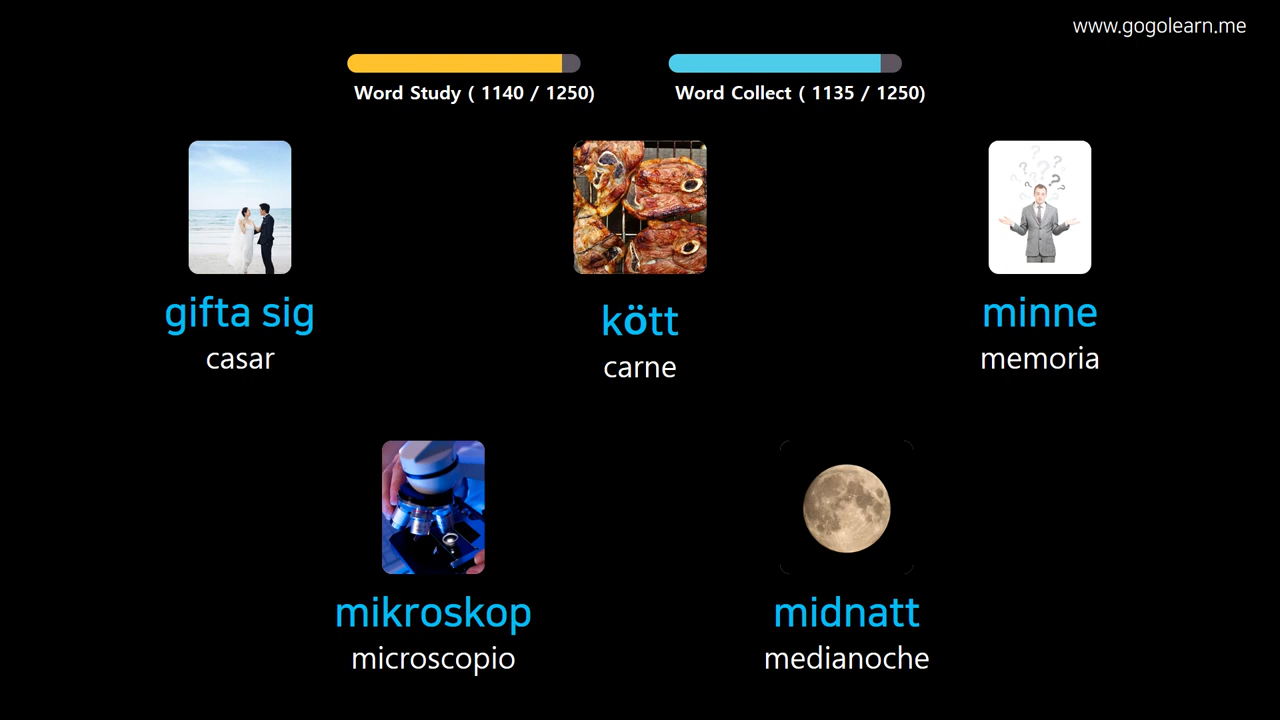 www.gogolearn.me
Word Study ( 1140 / 1250)
Word Collect ( 1135 / 1250)
gifta sig
casar
kött
carne
minne
memoria
mikroskop
microscopio
midnatt
medianoche